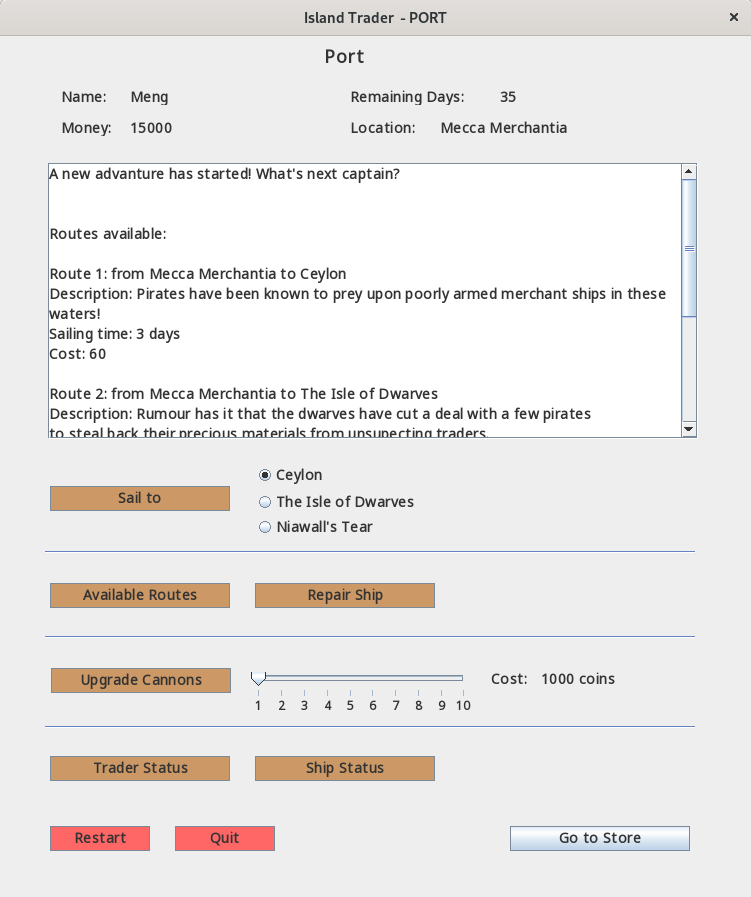 Island Trader - PORT
Port
Name: Meng
Remaining Days: 35
Money: 15000
Location: Mecca Merchantia
A new advanture has started! What's next captain?
Routes available:
Route 1: from Mecca Merchantia to Ceylon
Description: Pirates have been known to prey upon poorly armed merchant ships in these
waters!
Sailing time: 3 days
Cost: 60
Route 2: from Mecca Merchantia to The Isle of Dwarves
Description: Rumour has it that the dwarves have cut a deal with a few pirates
to steal back their precious materials from unsupecting traders.
Sail to
Ceylon
The Isle of Dwarves
Niawall's Tear
Available Routes
Repair Ship
Upgrade Cannons
1 2 3 4 5 6 7 8 9 10
Cost: 1000 coins
Trader Status
Ship Status
Restart
Quit
Go to Store